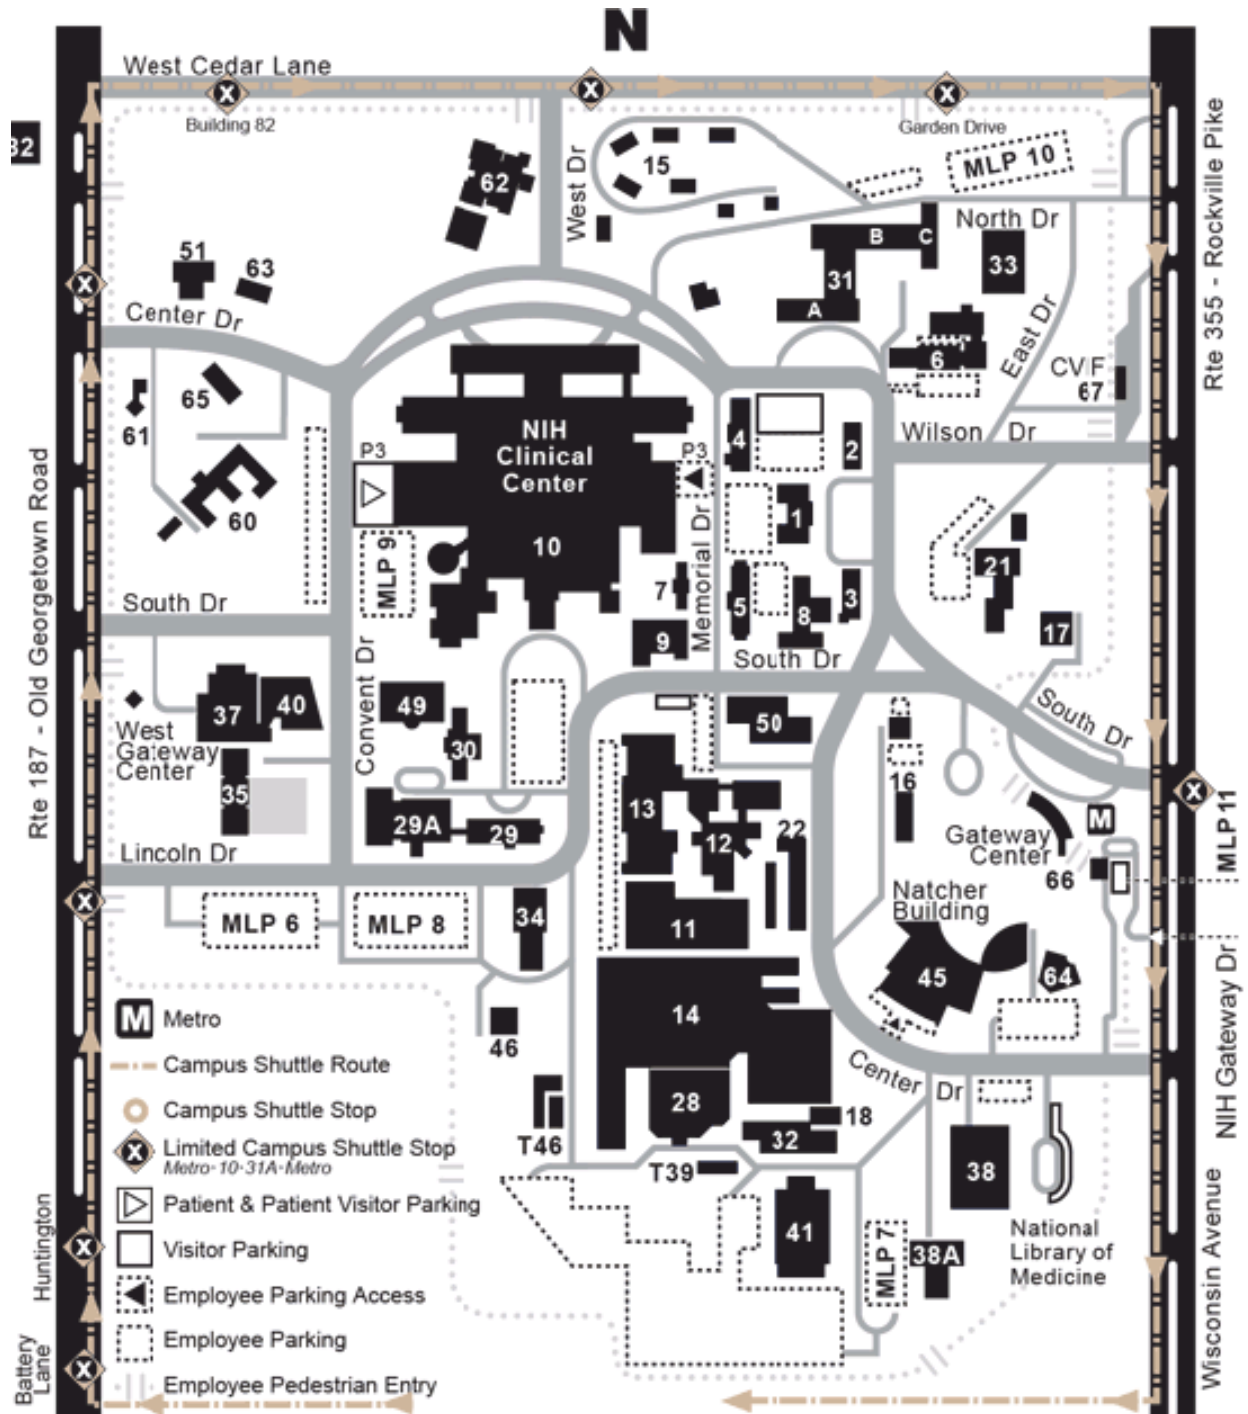 N
West Cedar Lane
Building 82
Garden Drive
MLP 10
Rte 355 - Rockville Pike
62
West Dr
15
North Dr
B
C
31
A
33
51
63
Center Dr
6
East Dr
CVIF
67
65
61
60
P3
NIH
Clinical
Center
10
P3
4
2
Wilson Dr
1
MLP 9
7
Memorial Dr
5
8
3
21
17
South Dr
9
South Dr
South Dr
Rte 187 - Old Georgetown Road
37
40
West
Gateway
Center
35
Convent Dr
49
30
29A
29
50
13
12
22
16
Gateway
Center
66
M
MLP 11
Lincoln Dr
MLP 6
MLP 8
34
11
Natcher
Building
45
64
14
46
T46
28
18
32
T39
Center Dr
NIH Gateway Dr
38
41
MLP 7
38A
National
Library of
Medicine
Wisconsin Avenue
M Metro
Campus Shuttle Route
Campus Shuttle Stop
X Limited Campus Shuttle Stop
Metro-10-31A-Metro
Patient & Patient Visitor Parking
Visitor Parking
Employee Parking Access
Employee Parking
Employee Pedestrian Entry
Huntington
Battery
Lane
X
X
X
X
X
X
X
X